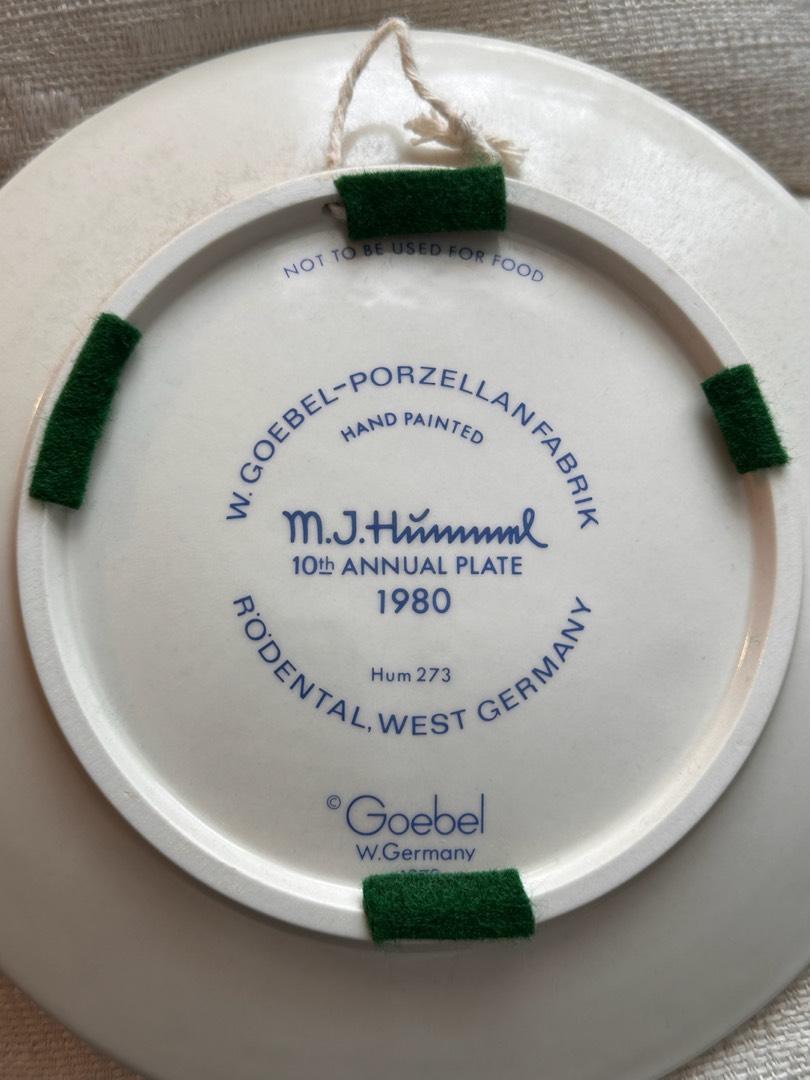 NOT TO BE USED FOR FOOD
W. GOEBEL-PORZELLANFABRIK
HAND PAINTED
M.J.Hummel
10th ANNUAL PLATE
1980
Hum 273
RÖDENTAL, WEST GERMANY
© Goebel
W.Germany